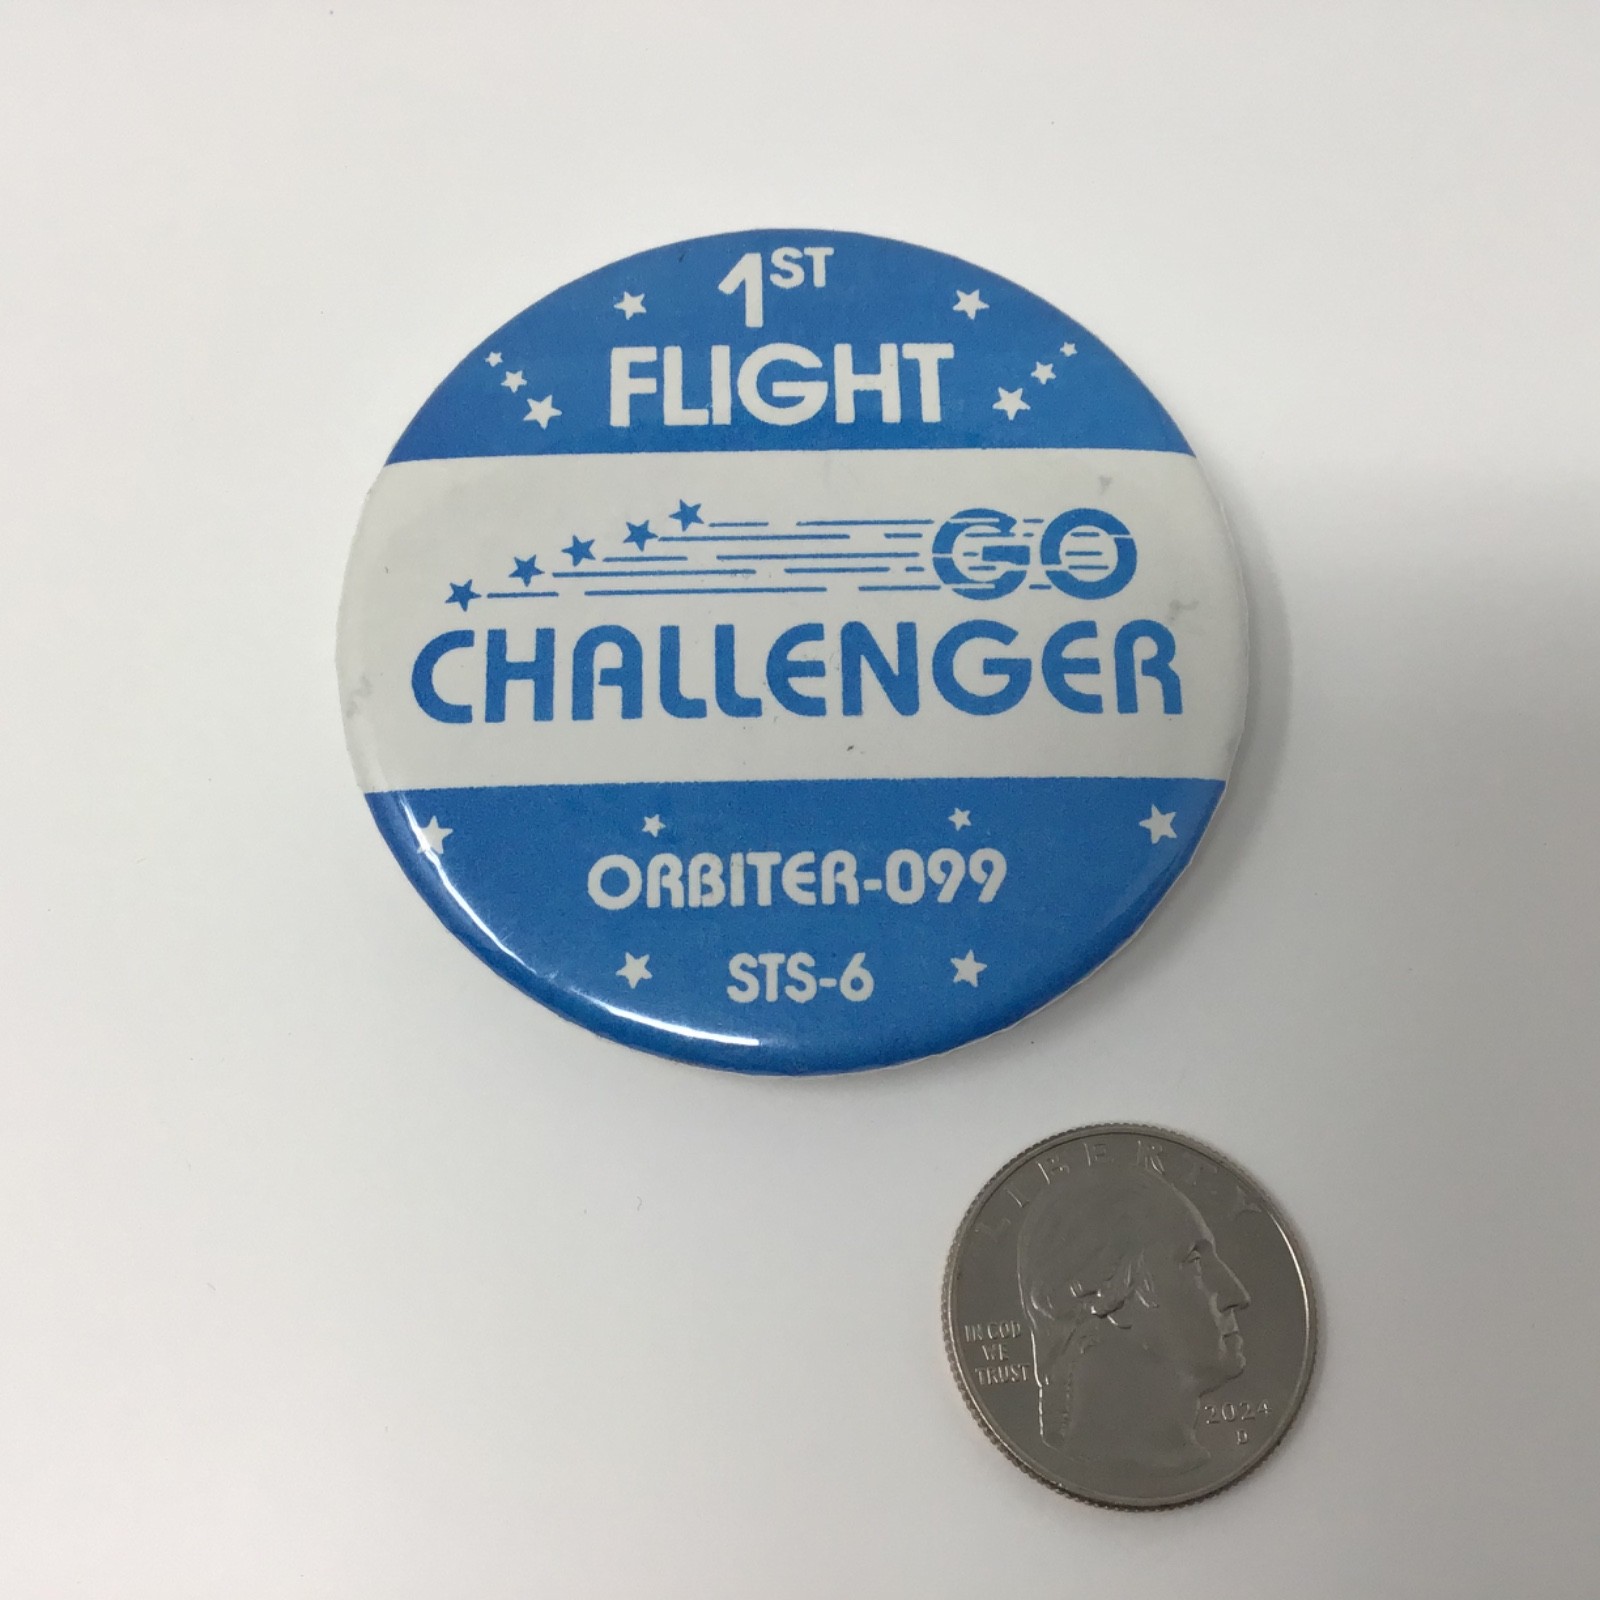 1ST
FLIGHT
GO
CHALLENGER
ORBITER-099
STS-6
LIBERTY
IN GOD
WE
TRUST
2024
D